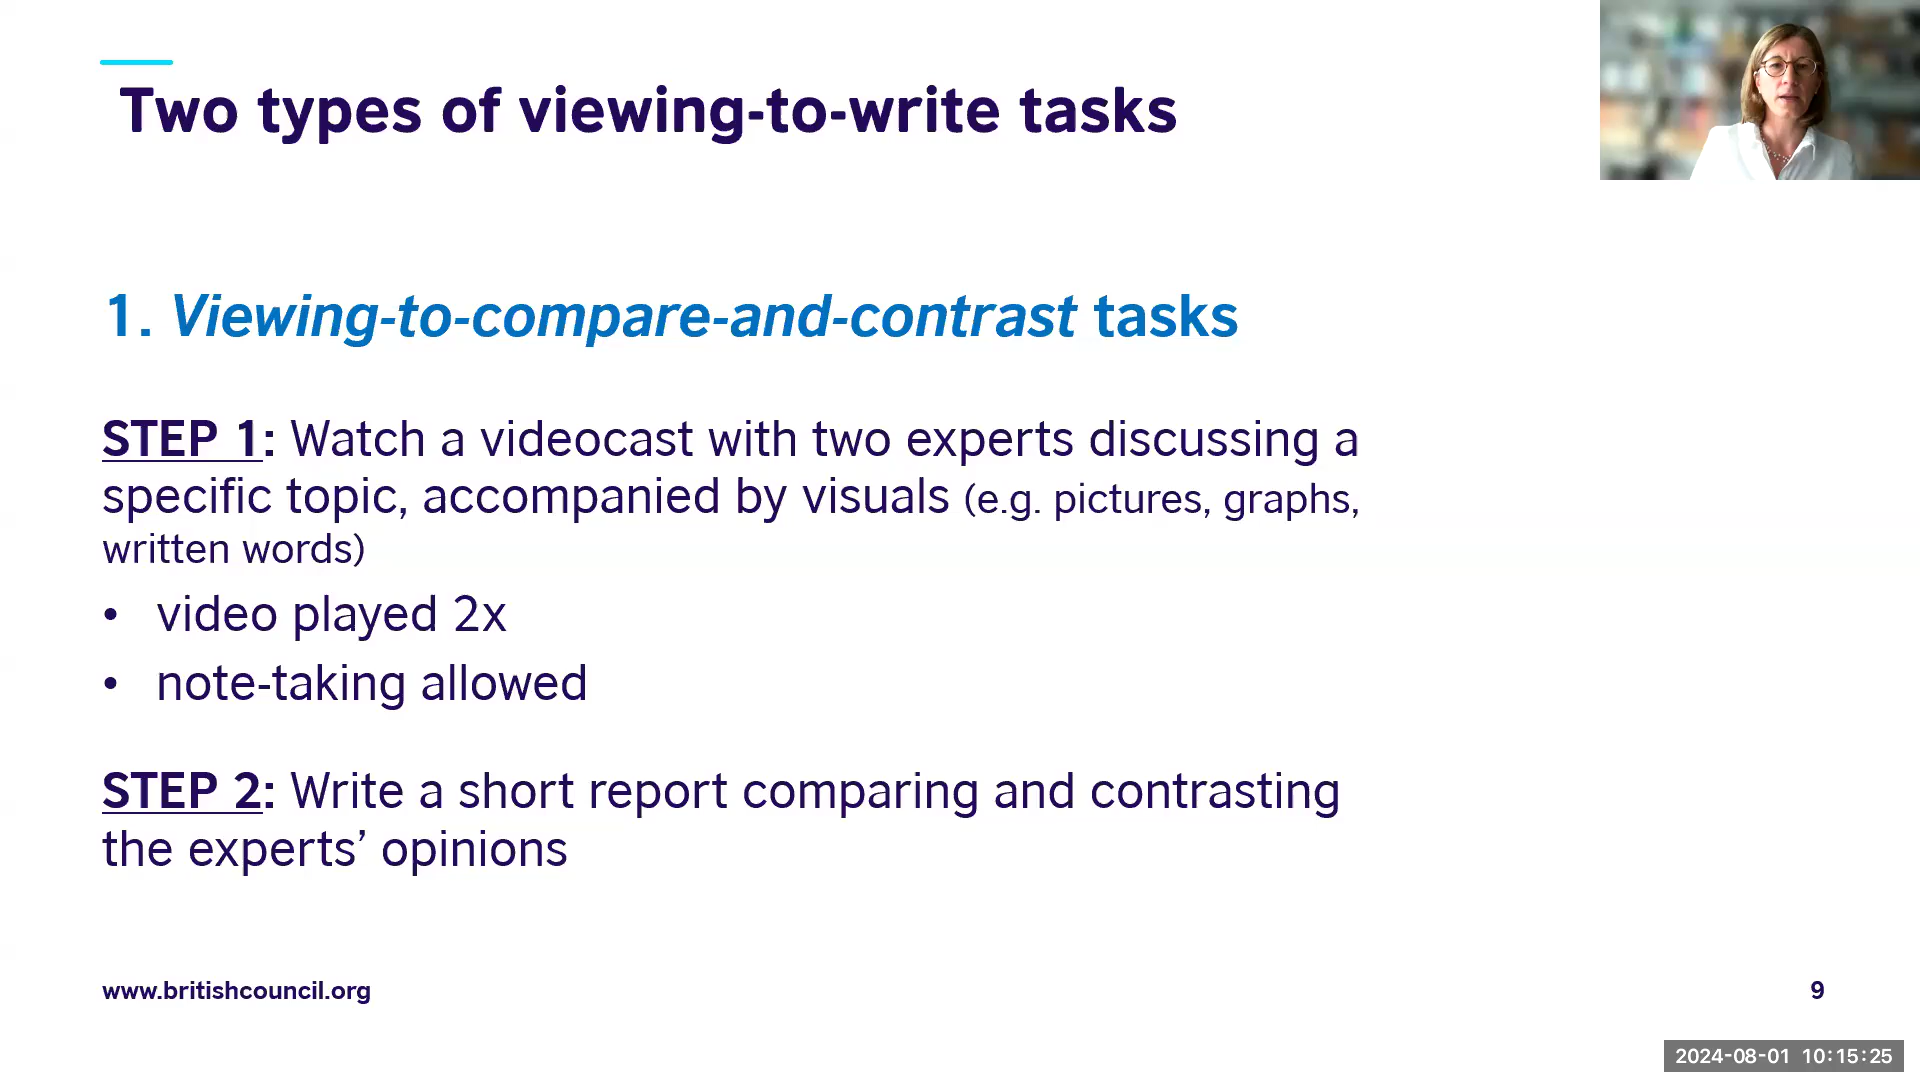 Two types of viewing-to-write tasks
1. Viewing-to-compare-and-contrast tasks
STEP 1: Watch a videocast with two experts discussing a
specific topic, accompanied by visuals (e.g. pictures, graphs,
written words)
• video played 2x
• note-taking allowed
STEP 2: Write a short report comparing and contrasting
the experts’ opinions
www.britishcouncil.org
9
2024-08-01 10:15:25